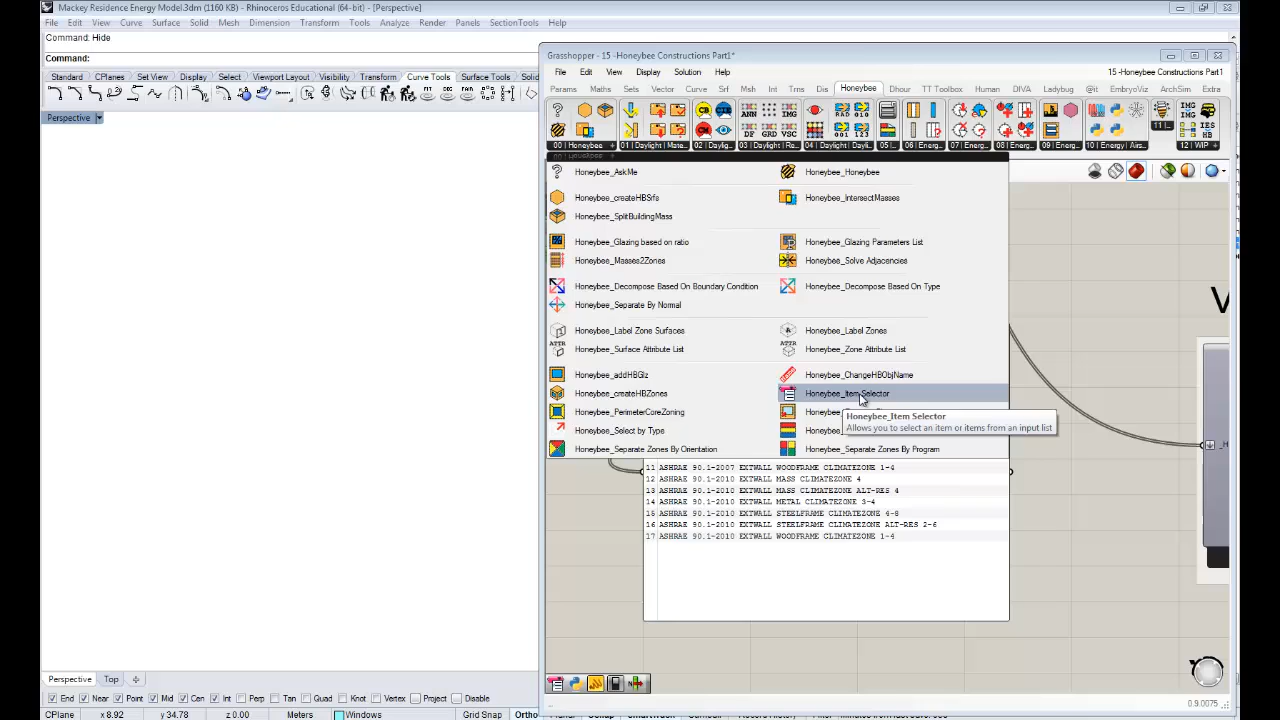 Mackey Residence Energy Model.3dm (1160 KB) - Rhinoceros Educational (64-bit) - [Perspective]
File Edit View Curve Surface Solid Mesh Dimension Transform Tools Analyze Render Panels SectionTools Help
Command: Hide
Command:
Standard CPlanes Set View Display Select Viewport Layout Visibility Transform Curve Tools Surface Tools Solid
Perspective
Grasshopper - 15 -Honeybee Constructions Part1*
File Edit View Display Solution Help
15 -Honeybee Constructions Part1
Params Maths Sets Vector Curve Srf Msh Int Trns Dis Honeybee Dhour TT Toolbox Human DIVA Ladybug @it EmbryoViz ArchSim Extra
00 | Honeybee 01 | Daylight | Mate... 02 | Daylig... 03 | Daylight | Re... 04 | Daylight | Dayli... 05 | 06 | Energ... 07 | Energ... 08 | Energ... 09 | Energ... 10 | Energy | Airs... 11 | 12 | WIP
Honeybee_AskMe
Honeybee_Honeybee
Honeybee_createHBSrfs
Honeybee_IntersectMasses
Honeybee_SplitBuildingMass
Honeybee_Glazing based on ratio
Honeybee_Glazing Parameters List
Honeybee_Masses2Zones
Honeybee_Solve Adjacencies
Honeybee_Decompose Based On Boundary Condition
Honeybee_Decompose Based On Type
Honeybee_Separate By Normal
Honeybee_Label Zone Surfaces
Honeybee_Label Zones
Honeybee_Surface Attribute List
Honeybee_Zone Attribute List
Honeybee_addHBGlz
Honeybee_ChangeHBObjName
Honeybee_createHBZones
Honeybee_Item Selector
Honeybee_PerimeterCoreZoning
Honeybee_Select by Type
Honeybee_Item Selector
Allows you to select an item or items from an input list
Honeybee_Separate Zones By Orientation
Honeybee_Separate Zones By Program
11 ASHRAE 90.1-2007 EXTWALL WOODFRAME CLIMATEZONE 1-4
12 ASHRAE 90.1-2010 EXTWALL MASS CLIMATEZONE 4
13 ASHRAE 90.1-2010 EXTWALL MASS CLIMATEZONE ALT-RES 4
14 ASHRAE 90.1-2010 EXTWALL METAL CLIMATEZONE 3-4
15 ASHRAE 90.1-2010 EXTWALL STEELFRAME CLIMATEZONE 4-8
16 ASHRAE 90.1-2010 EXTWALL STEELFRAME CLIMATEZONE ALT-RES 2-6
17 ASHRAE 90.1-2010 EXTWALL WOODFRAME CLIMATEZONE 1-4
Perspective Top
End Near Point Mid Cen Int Perp Tan Quad Knot Vertex Project Disable
0.9.0075
CPlane x 8.92 y 34.78 z 0.00 Meters Windows Grid Snap Ortho